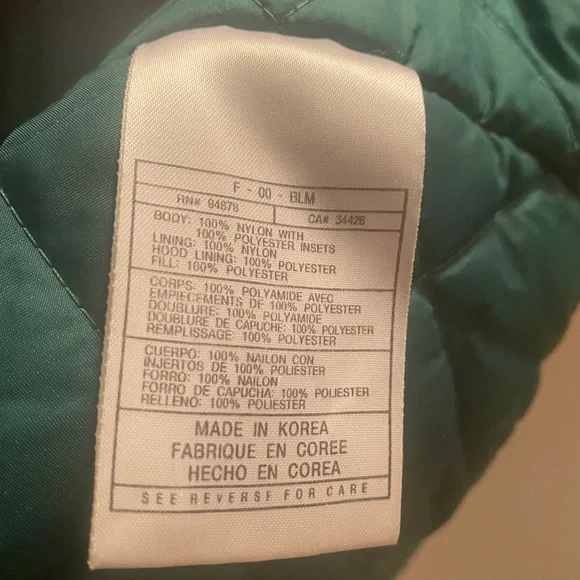 F - 00 - BLM
RN# 94878
CA# 34426
BODY: 100% NYLON WITH
100% POLYESTER INSETS
LINING: 100% NYLON
HOOD LINING: 100% POLYESTER
FILL: 100% POLYESTER
CORPS: 100% POLYAMIDE AVEC
EMPIECEMENTS DE 100% POLYESTER
DOUBLURE: 100% POLYAMIDE
DOUBLURE DE CAPUCHE: 100% POLYESTER
REMPLISSAGE: 100% POLYESTER
CUERPO: 100% NAILON CON
INJERTOS DE 100% POLIESTER
FORRO: 100% NAILON
FORRO DE CAPUCHA: 100% POLIESTER
RELLENO: 100% POLIESTER
MADE IN KOREA
FABRIQUE EN COREE
HECHO EN COREA
SEE REVERSE FOR CARE